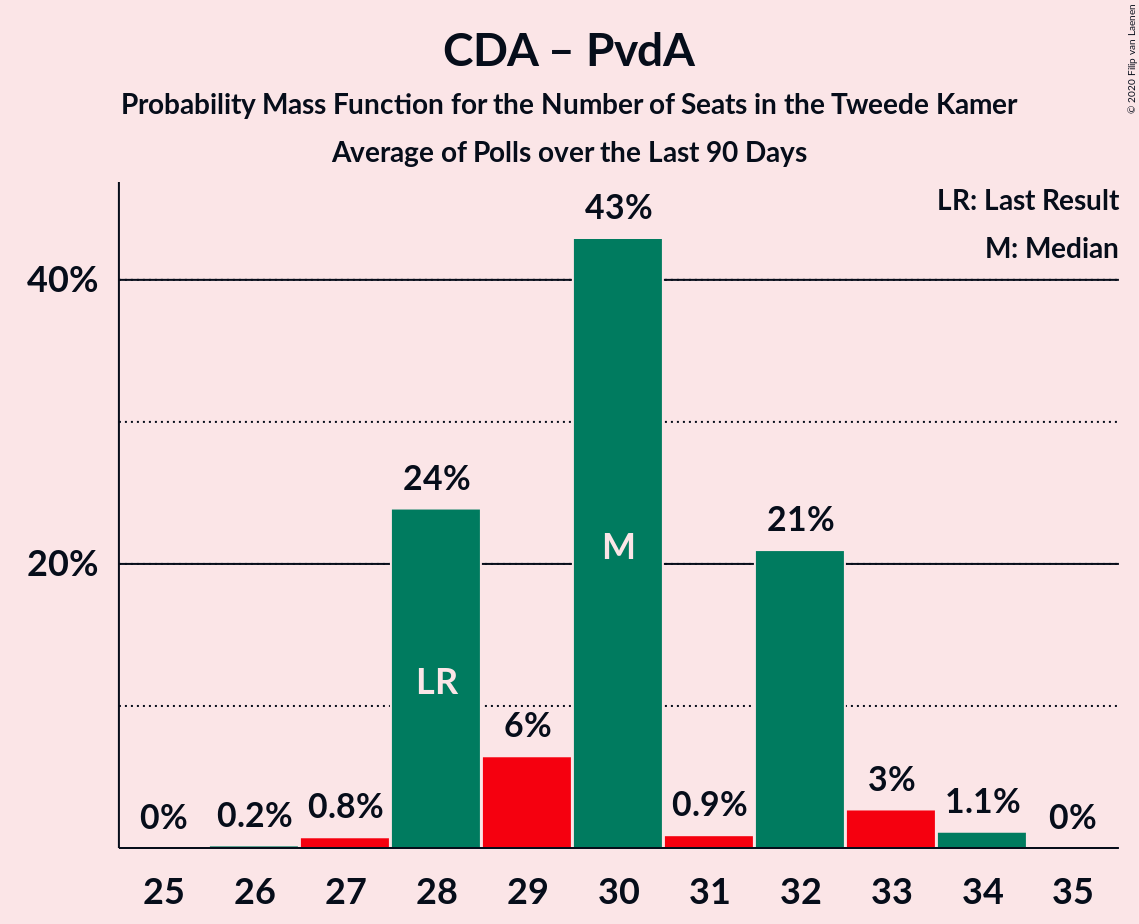 CDA – PvdA
Probability Mass Function for the Number of Seats in the Tweede Kamer
Average of Polls over the Last 90 Days
© 2020 Filip van Laenen
LR: Last Result
M: Median
40%
20%
0%
0.2%
0.8%
24%
6%
43%
0.9%
21%
3%
1.1%
0%
LR
M
25 26 27 28 29 30 31 32 33 34 35